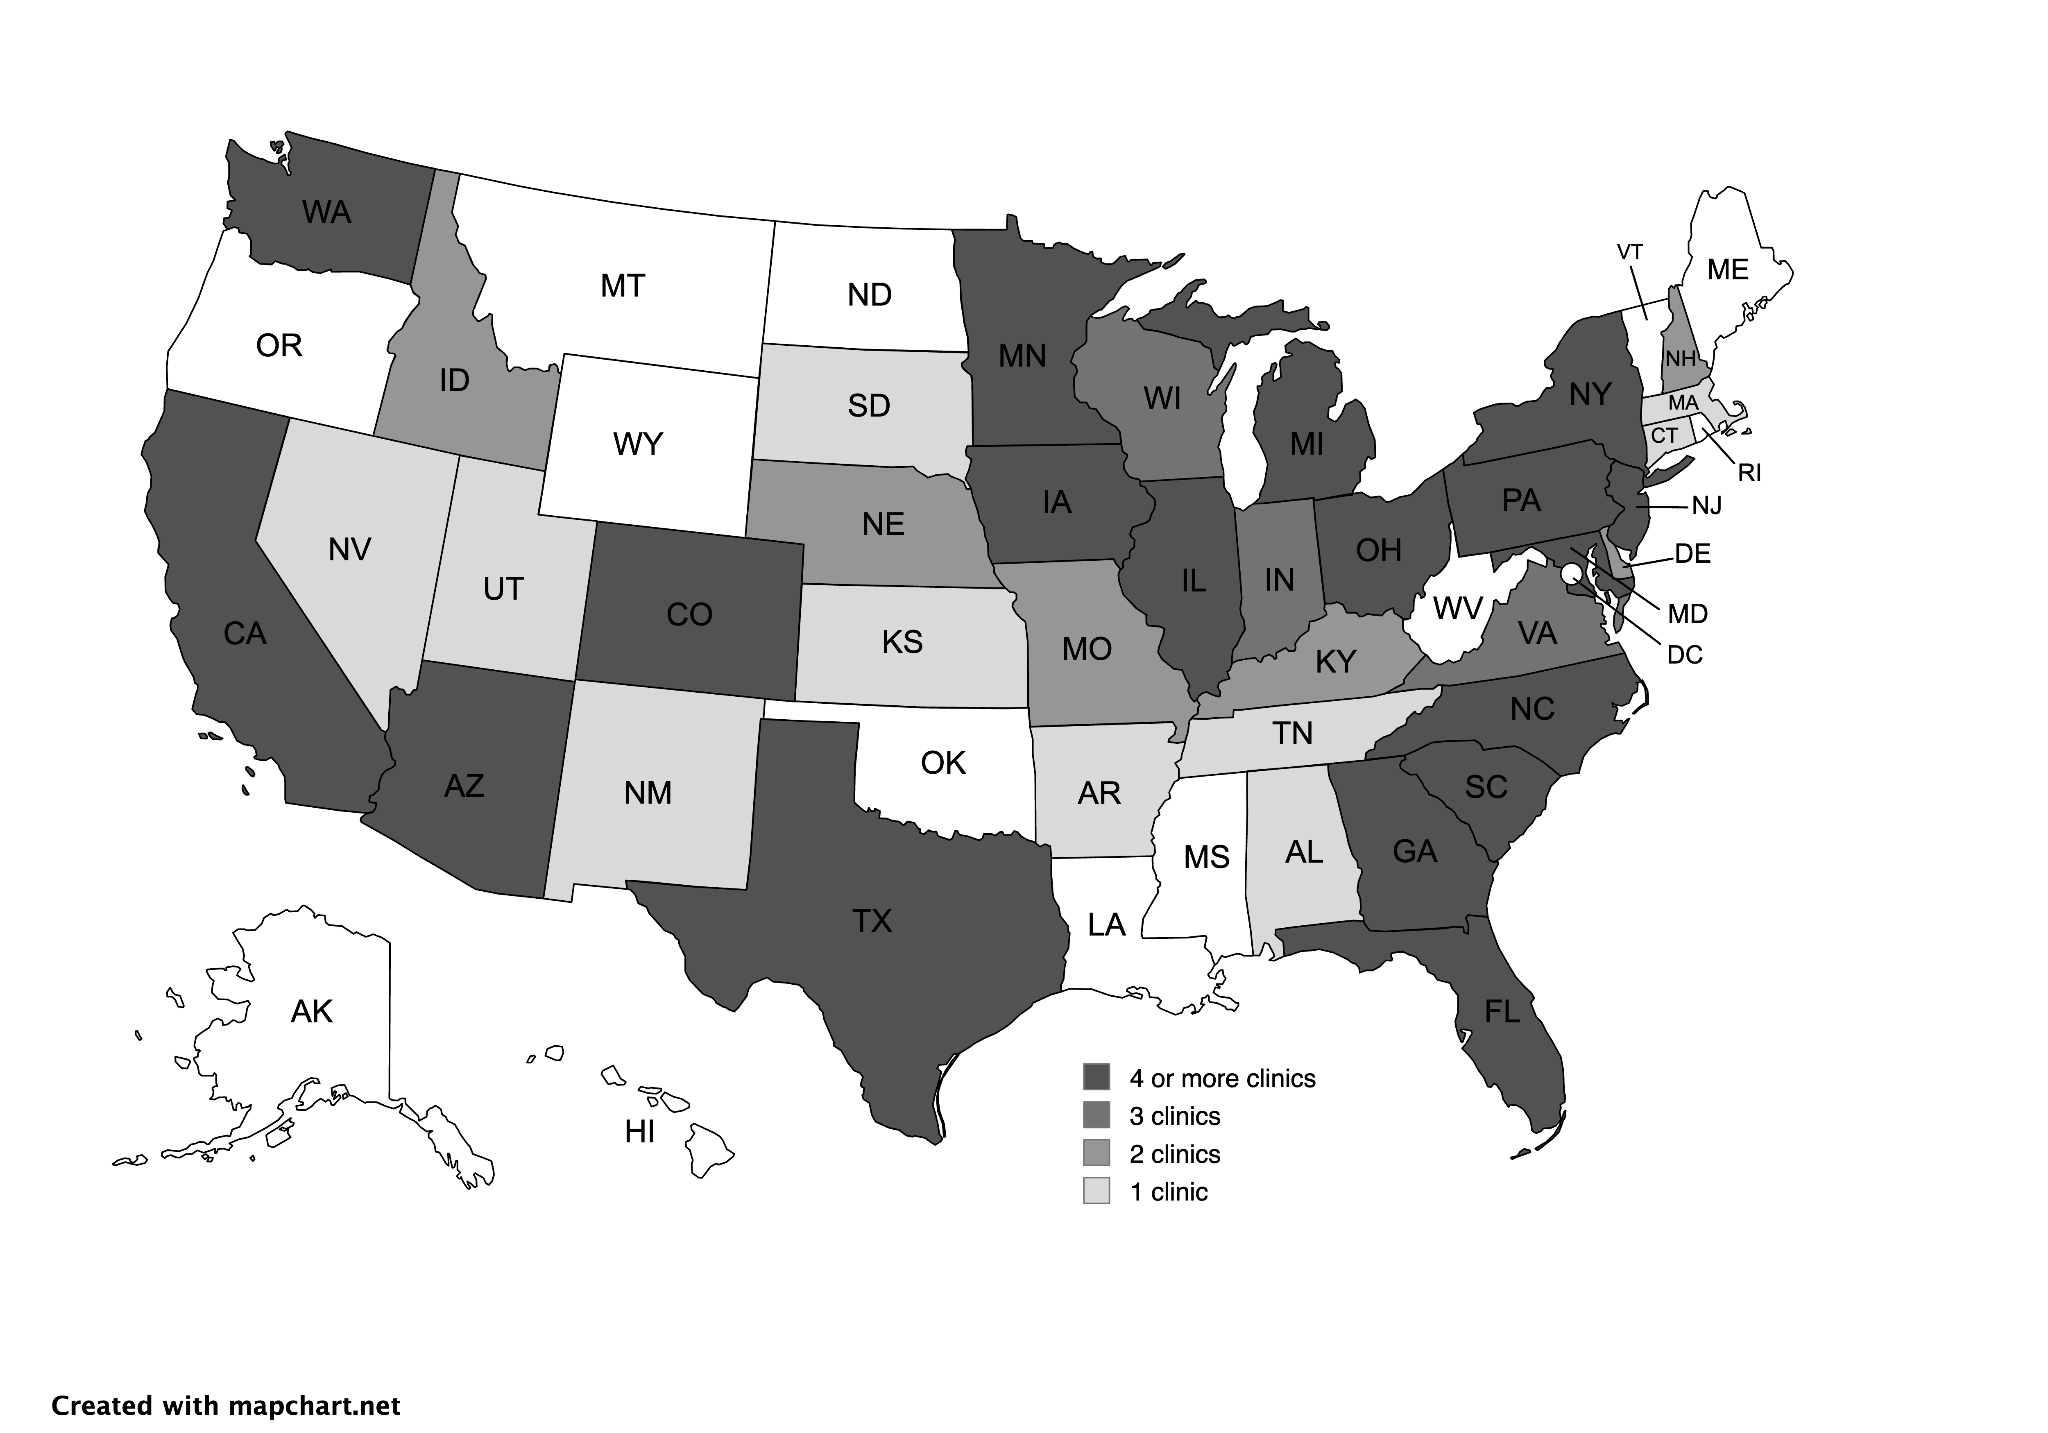 WA
VT
ME
MT
ND
OR
MN
NH
ID
WI
NY
SD
MA
WY
MI
CT
RI
IA
PA
NJ
NE
NV
OH
DE
UT
IL
IN
CO
WV
MD
CA
KS
MO
KY
VA
DC
NC
TN
OK
AZ
NM
AR
SC
MS
AL
GA
TX
LA
AK
FL
HI
4 or more clinics
3 clinics
2 clinics
1 clinic
Created with mapchart.net